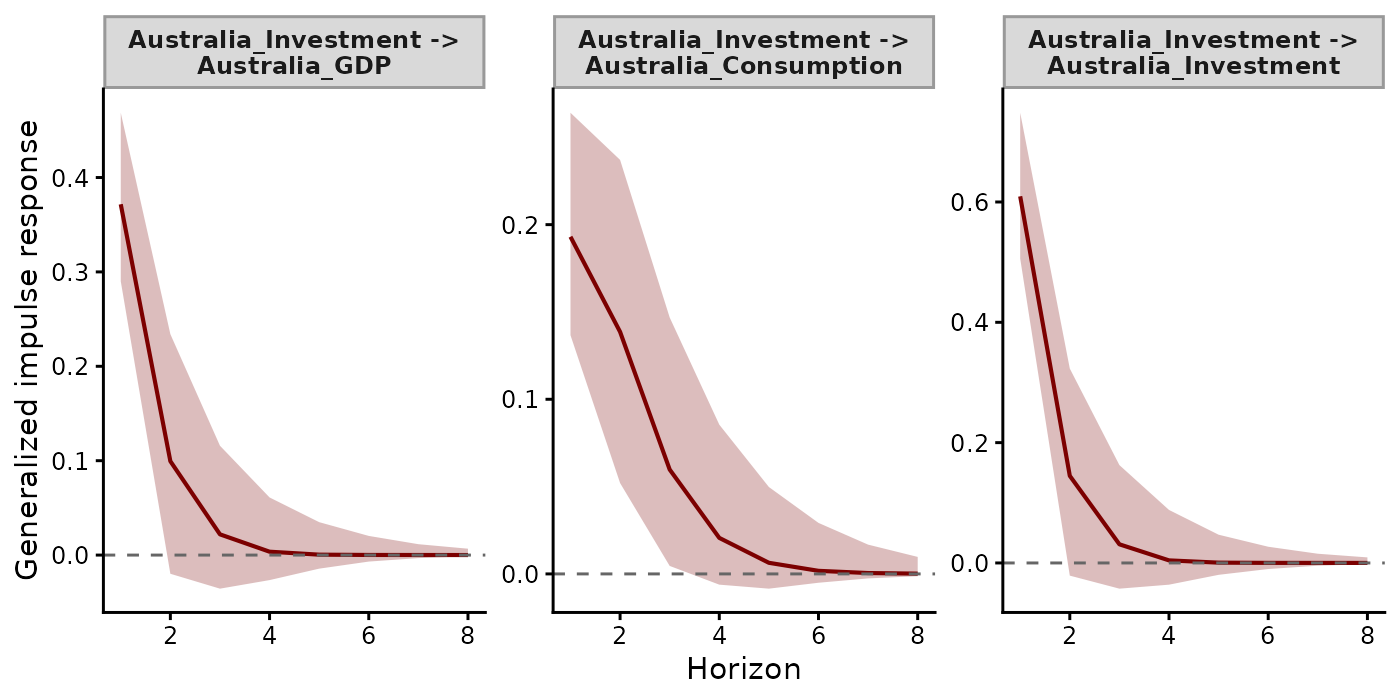 Australia_Investment ->
Australia_GDP
Australia_Investment ->
Australia_Consumption
Australia_Investment ->
Australia_Investment
Generalized impulse response
0.4
0.3
0.2
0.1
0.0
0.2
0.1
0.0
0.6
0.4
0.2
0.0
2 4 6 8
2 4 6 8
2 4 6 8
Horizon